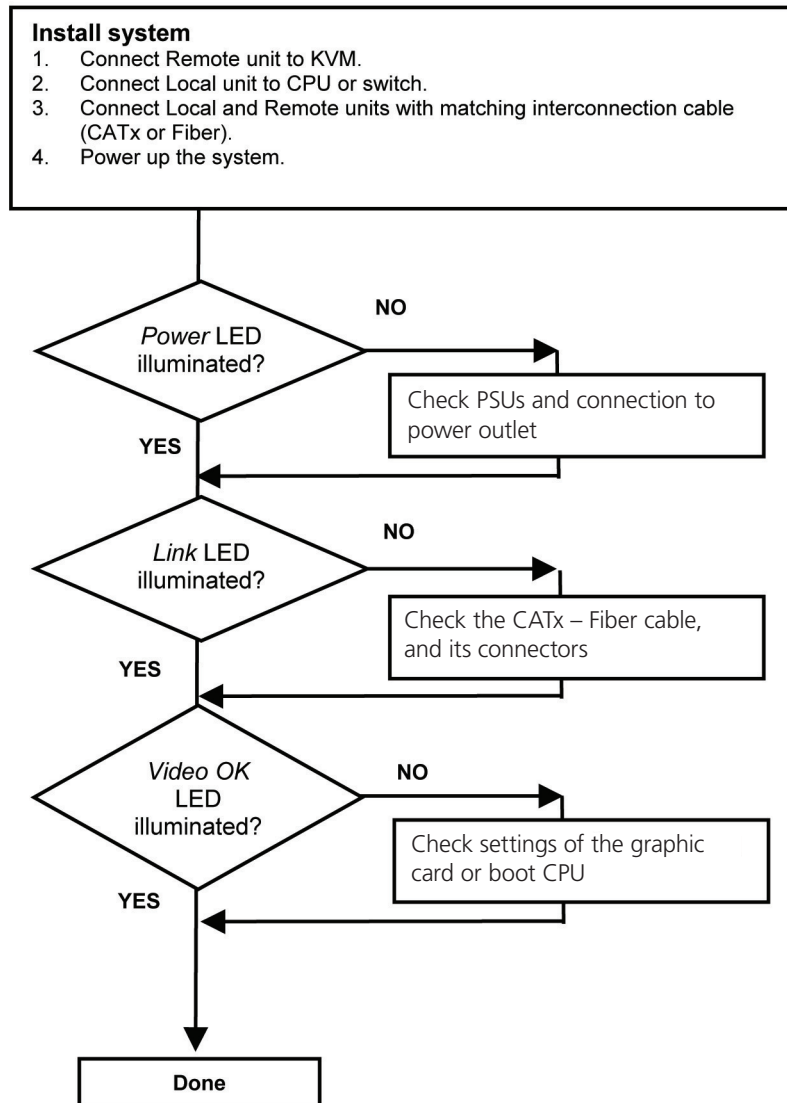 Install system
1. Connect Remote unit to KVM.
2. Connect Local unit to CPU or switch.
3. Connect Local and Remote units with matching interconnection cable
(CATx or Fiber).
4. Power up the system.
NO
Power LED
illuminated?
Check PSUs and connection to
power outlet
YES
NO
Link LED
illuminated?
Check the CATx – Fiber cable,
and its connectors
YES
Video OK
LED
illuminated?
NO
Check settings of the graphic
card or boot CPU
YES
Done